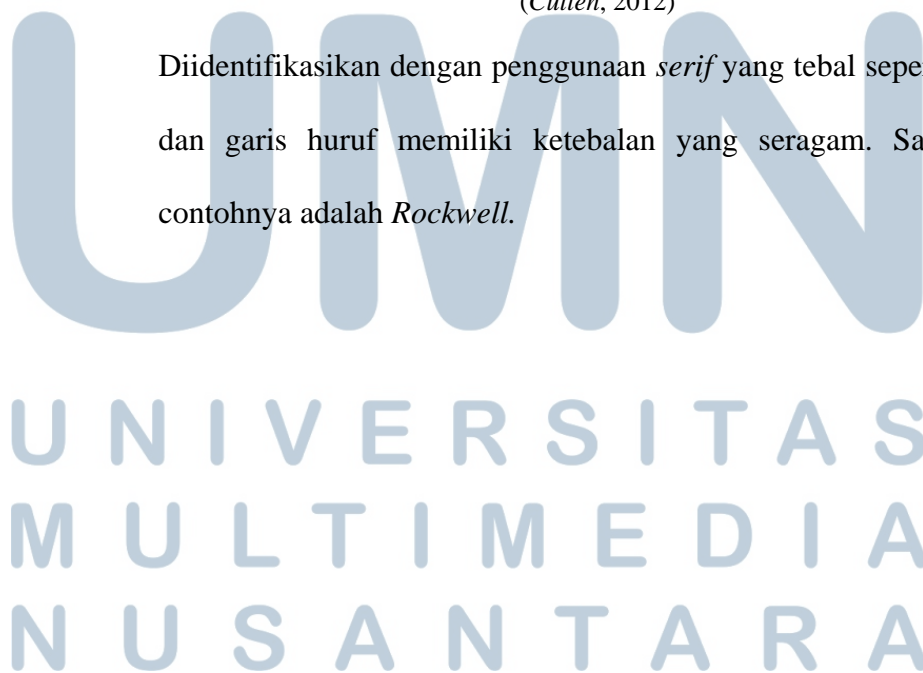 (Cullen, 2012)
Diidentifikasikan dengan penggunaan serif yang tebal sepe
dan garis huruf memiliki ketebalan yang seragam. Sa
contohnya adalah Rockwell.
UMN
UNIVERSITAS
MULTIMEDIA
NUSANTARA